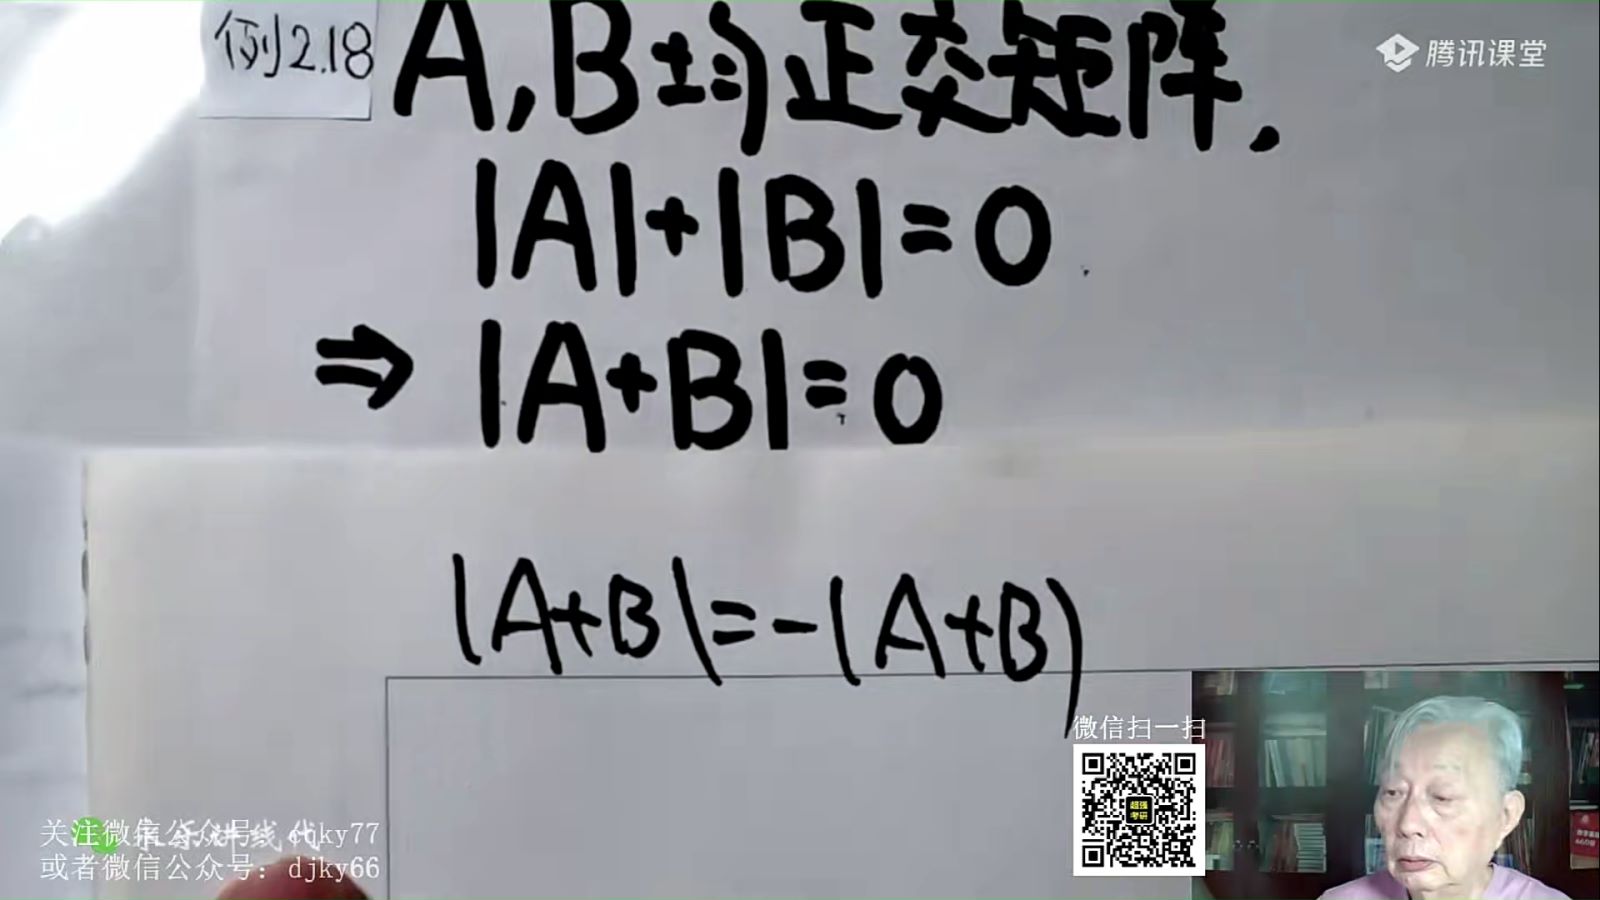 例2.18 A,B均正交矩阵,
腾讯课堂
|A|+|B|=0
⇒ |A+B|=0
|A+B|=-|A+B|
微信扫一扫
超强
考研
关注微信公众号: cqky77
或者微信公众号: djky66